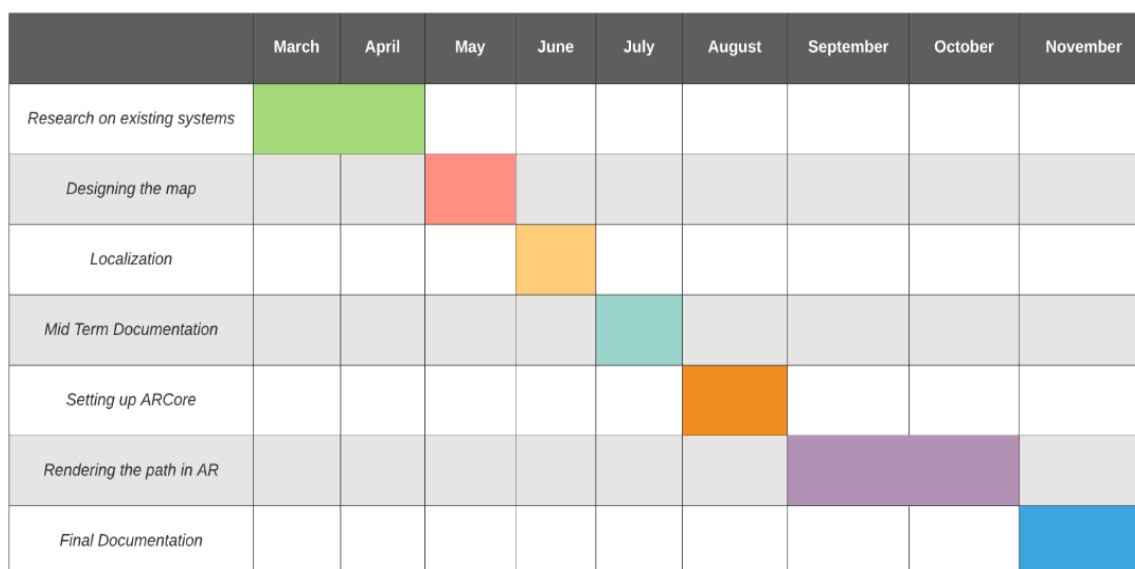 March April May June July August September October November
Research on existing systems
Designing the map
Localization
Mid Term Documentation
Setting up ARCore
Rendering the path in AR
Final Documentation